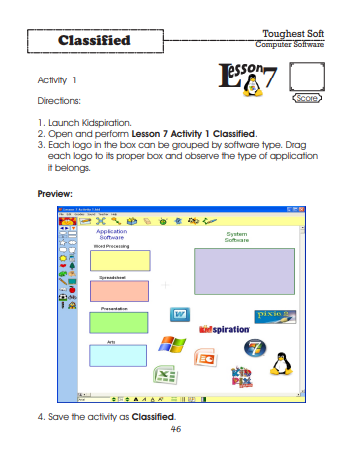 Classified
Toughest Soft
Computer Software
Lesson 7
Score
Activity 1
Directions:
1. Launch Kidspiration.
2. Open and perform Lesson 7 Activity 1 Classified.
3. Each logo in the box can be grouped by software type. Drag
each logo to its proper box and observe the type of application
it belongs.
Preview:
Application
Software
System
Software
Word Processing
Spreadsheet
Presentation
Arts
pixie 2
kidspiration
KID
PIX
4. Save the activity as Classified.
46